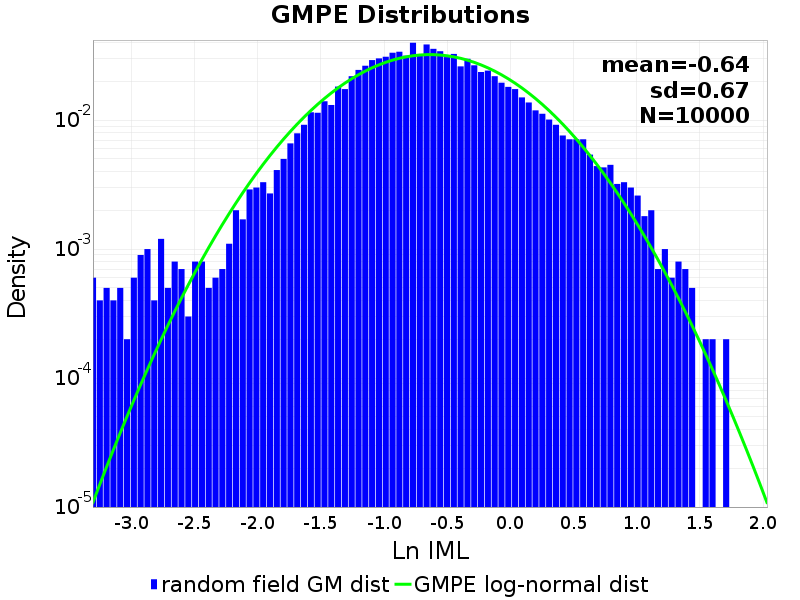 GMPE Distributions
mean=-0.64
sd=0.67
N=10000
Density
10-2
10-3
10-4
10-5
-3.0 -2.5 -2.0 -1.5 -1.0 -0.5 0.0 0.5 1.0 1.5 2.0
Ln IML
random field GM dist GMPE log-normal dist